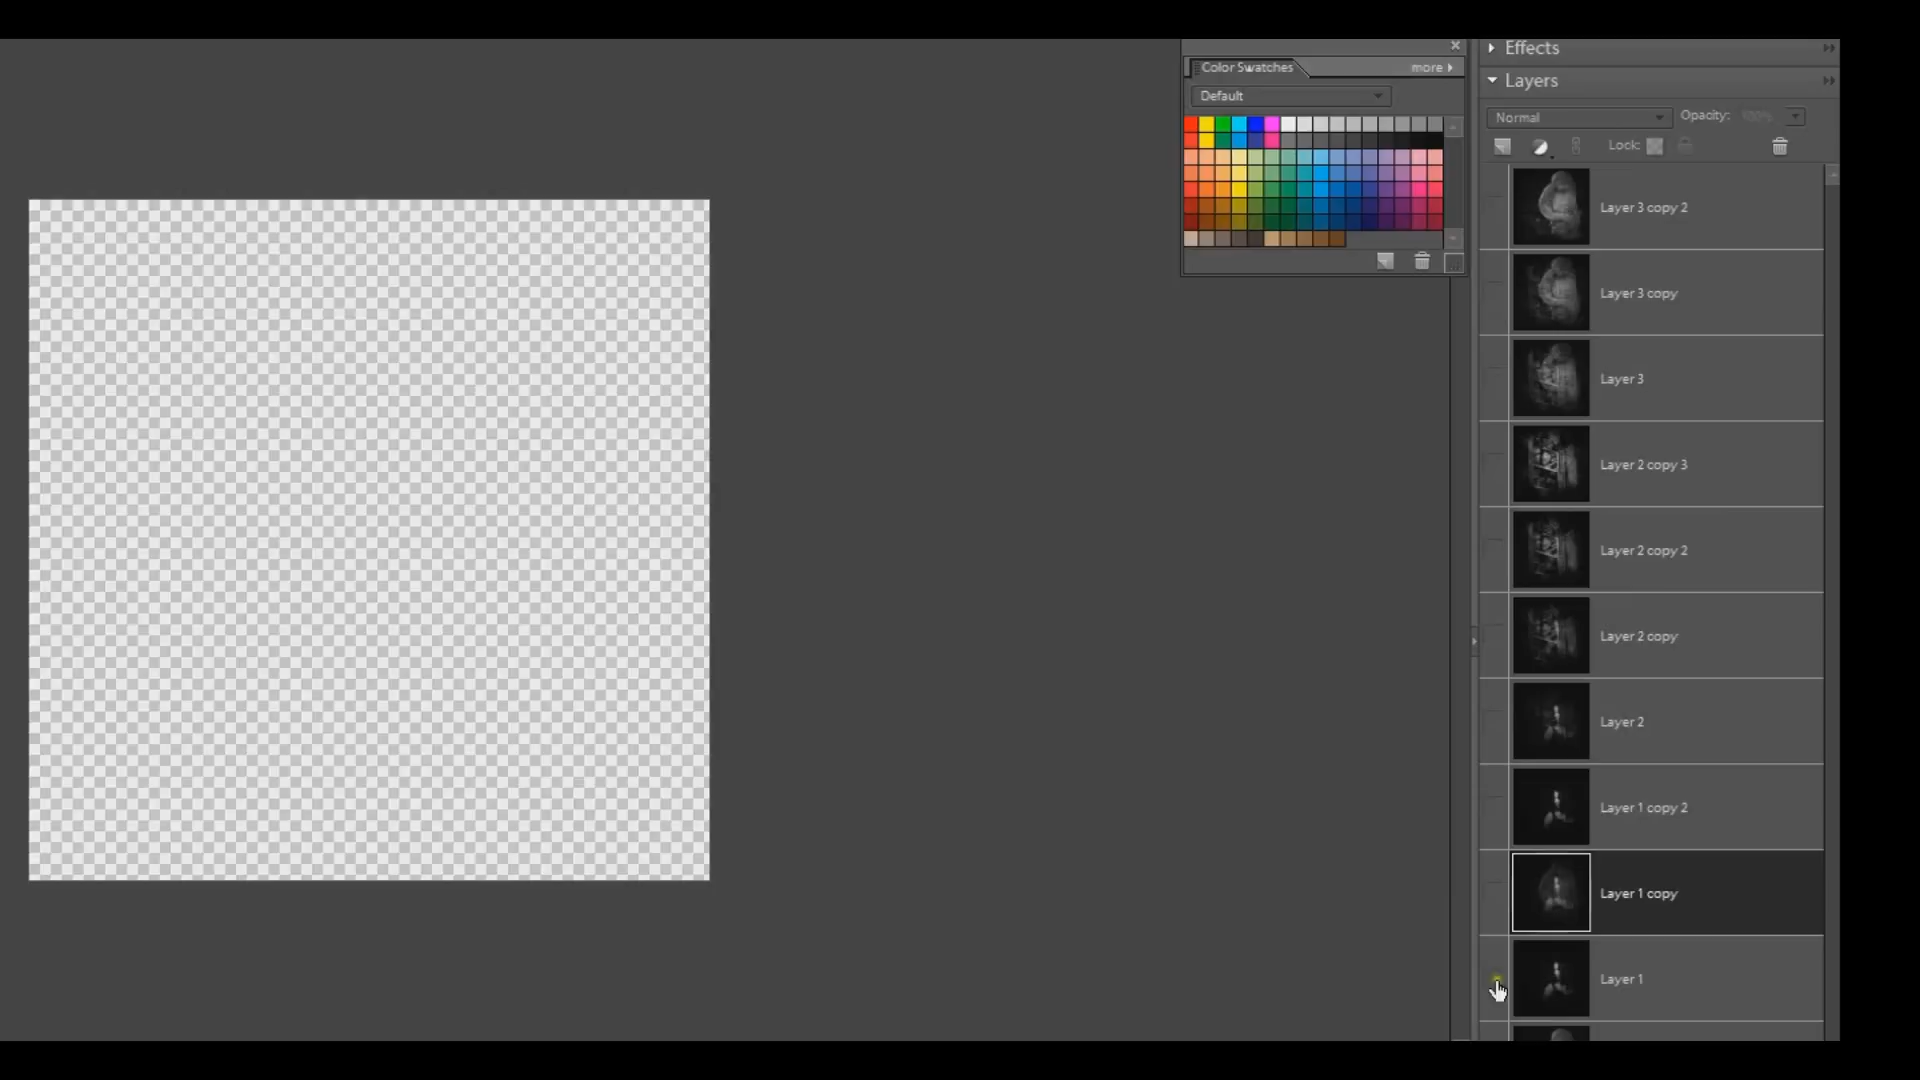 Effects
Layers
Color Swatches
more
Default
Normal
Opacity:
Lock:
Layer 3 copy 2
Layer 3 copy
Layer 3
Layer 2 copy 3
Layer 2 copy 2
Layer 2 copy
Layer 2
Layer 1 copy 2
Layer 1 copy
Layer 1